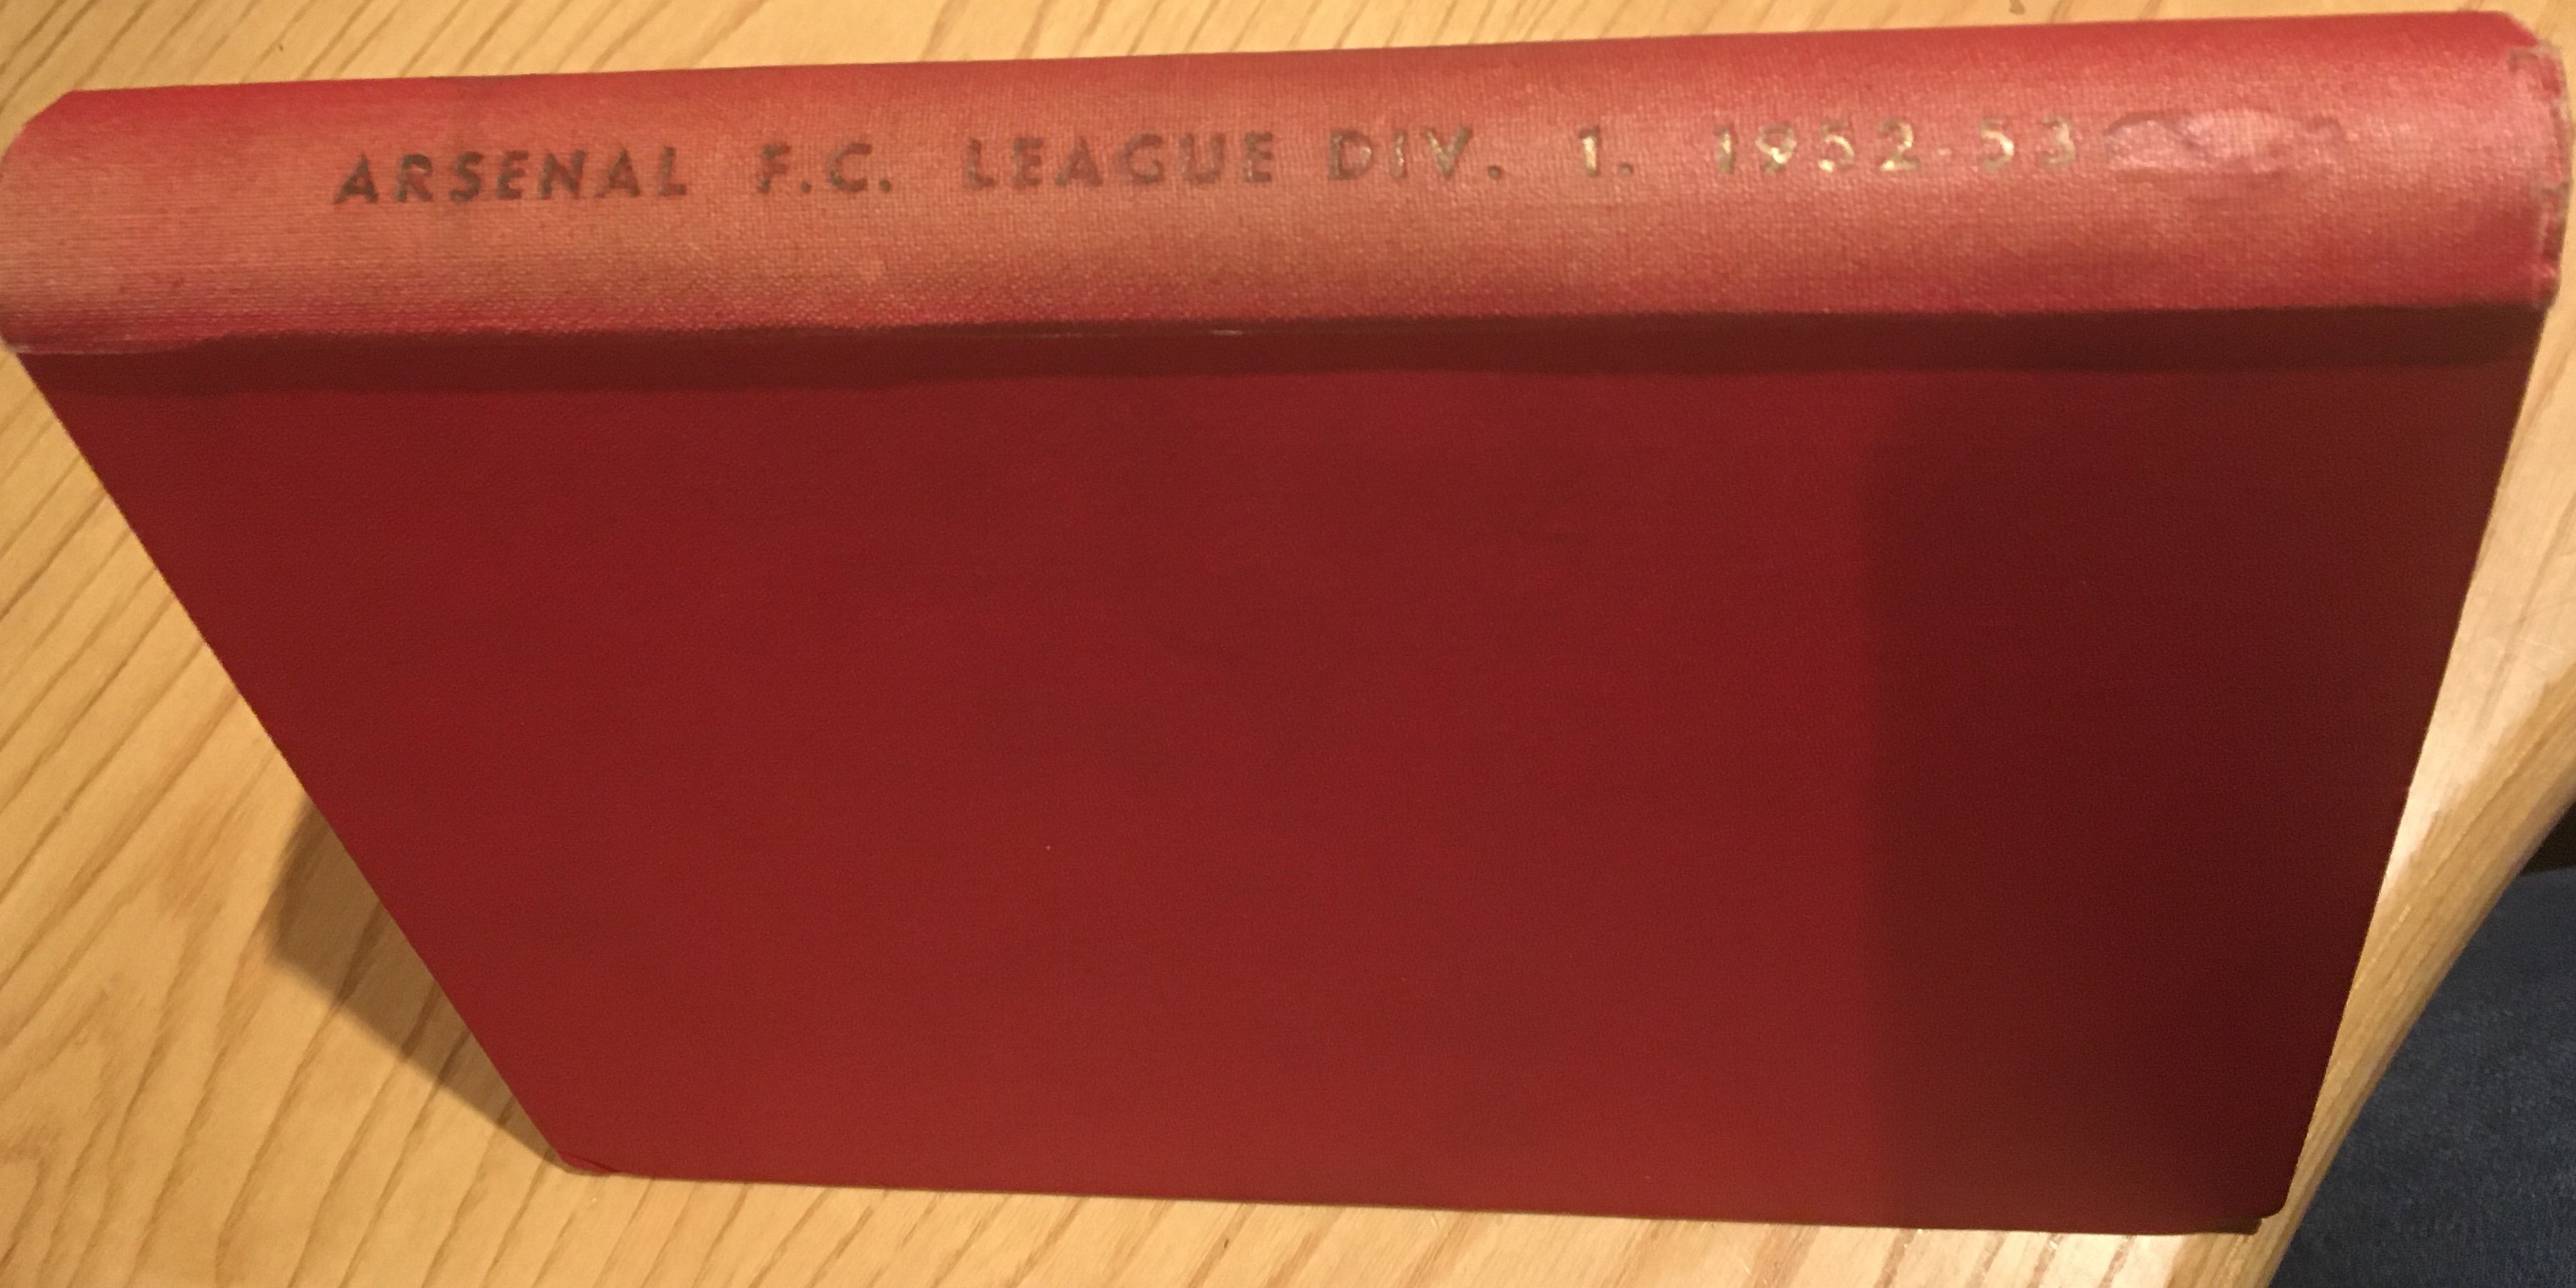 ARSENAL F.C. LEAGUE DIV. 1. 1952-53